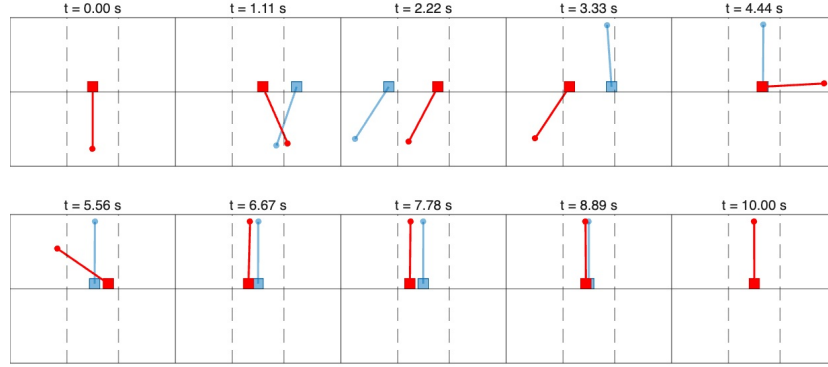 t = 0.00 s
t = 1.11 s
t = 2.22 s
t = 3.33 s
t = 4.44 s
t = 5.56 s
t = 6.67 s
t = 7.78 s
t = 8.89 s
t = 10.00 s